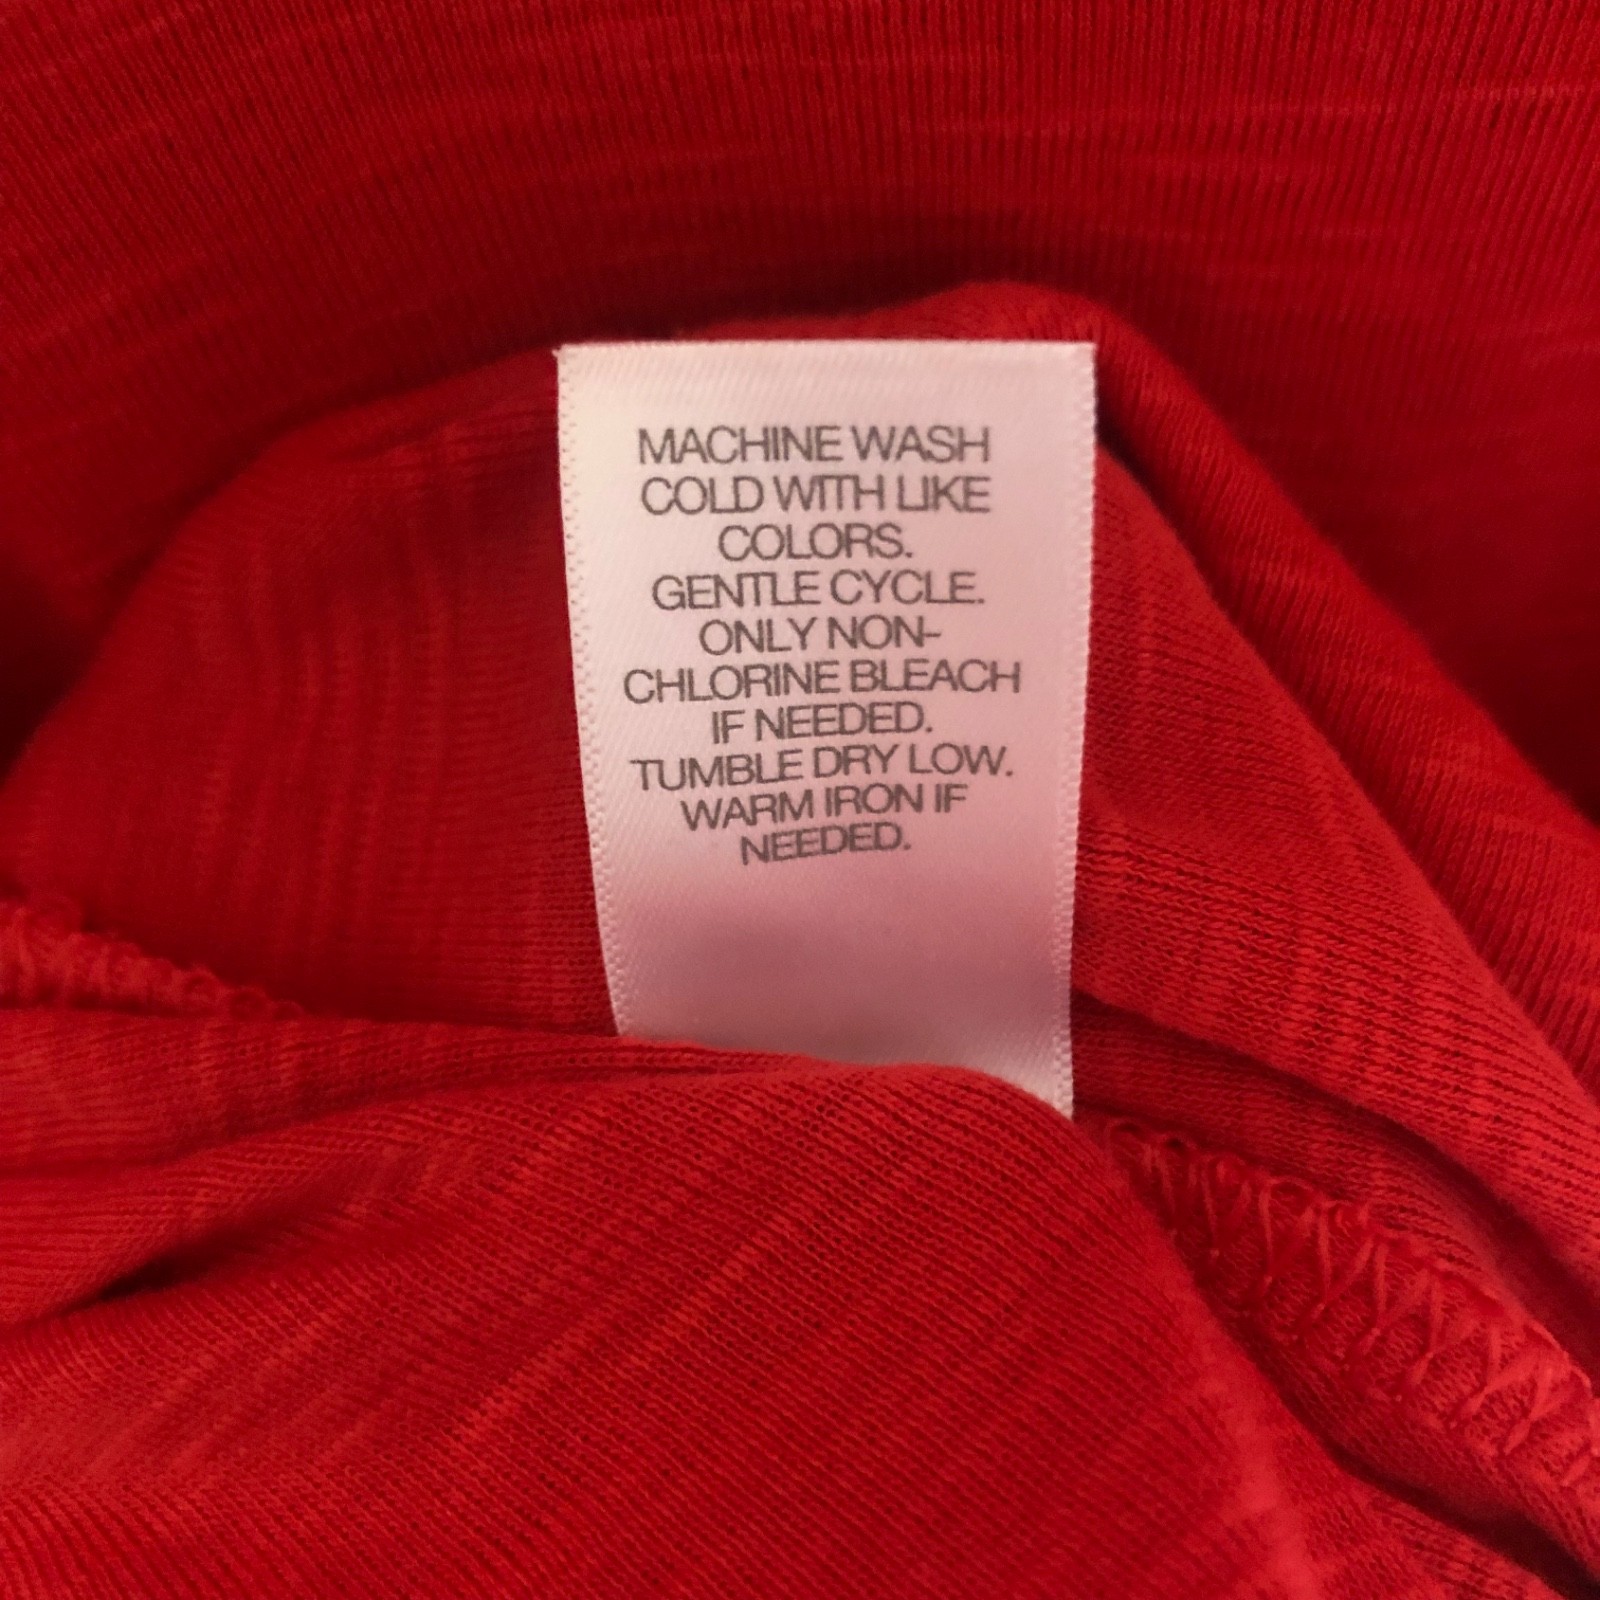 MACHINE WASH
COLD WITH LIKE
COLORS.
GENTLE CYCLE.
ONLY NON-
CHLORINE BLEACH
IF NEEDED.
TUMBLE DRY LOW.
WARM IRON IF
NEEDED.